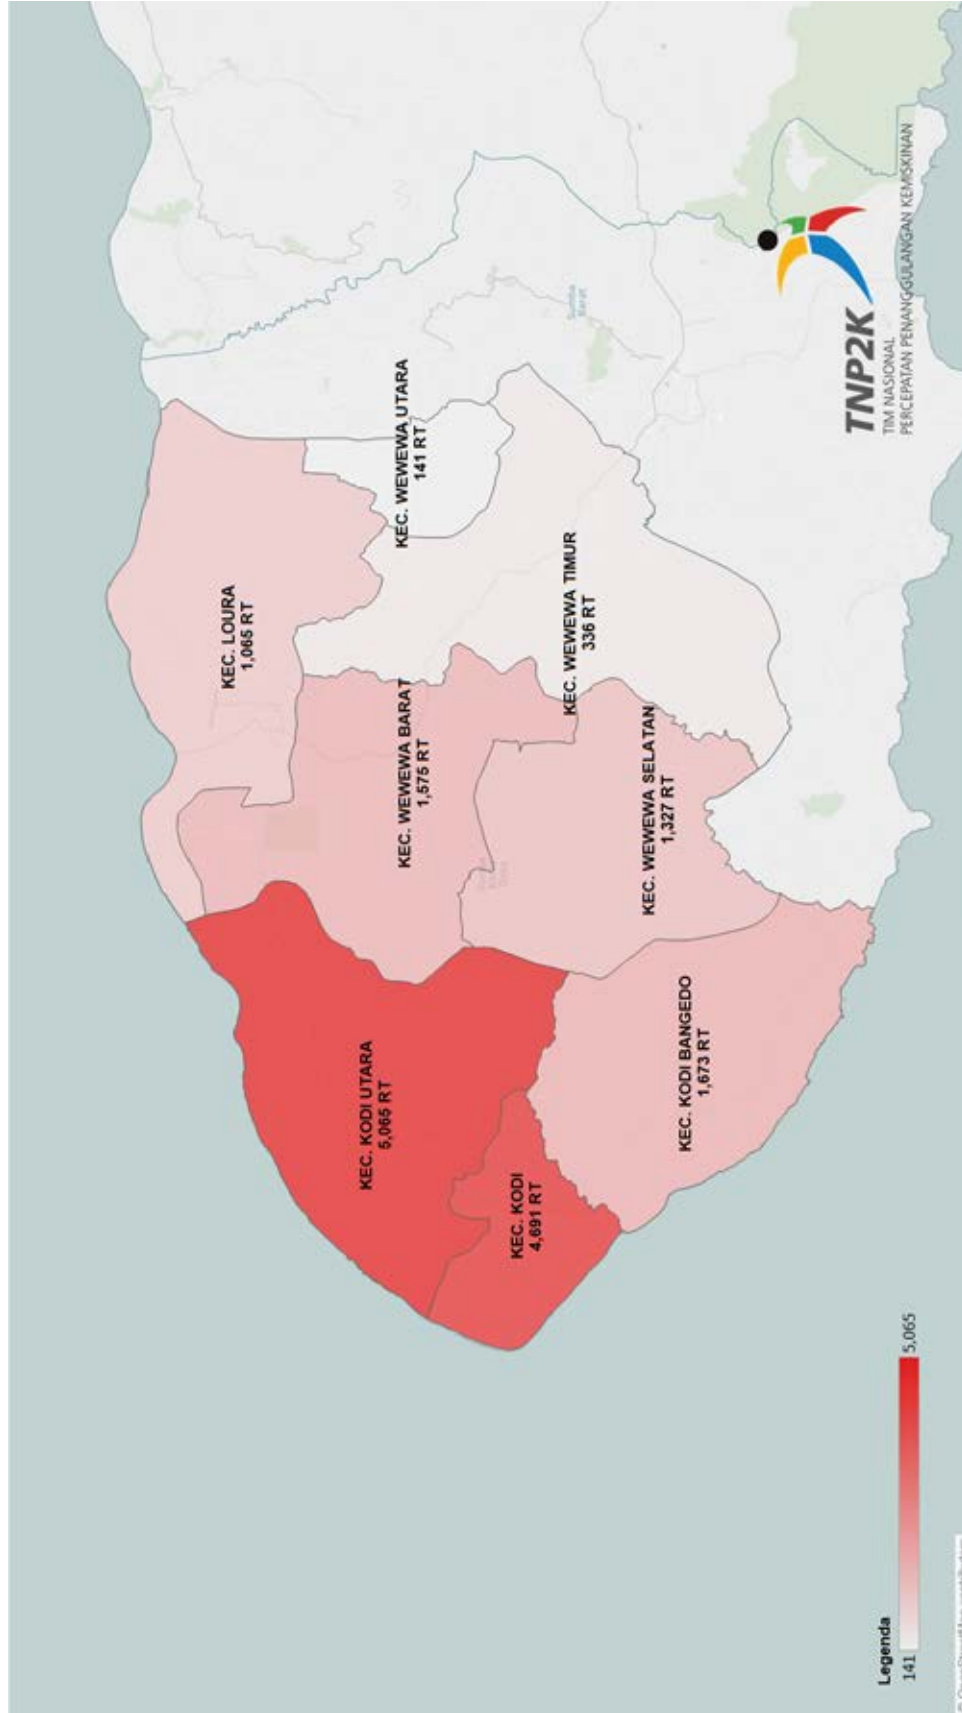 KEC. LOURA
1,065 RT
KEC. WEWEWA UTARA
141 RT
KEC. WEWEWA BARAT
1,575 RT
KEC. WEWEWA TIMUR
336 RT
KEC. KODI UTARA
5,065 RT
KEC. KODI
4,691 RT
KEC. WEWEWA SELATAN
1,327 RT
KEC. KODI BANGEDO
1,673 RT
Sumba
Barat
TNP2K
TIM NASIONAL
PERCEPATAN PENANGGULANGAN KEMISKINAN
Legenda
141
5,065